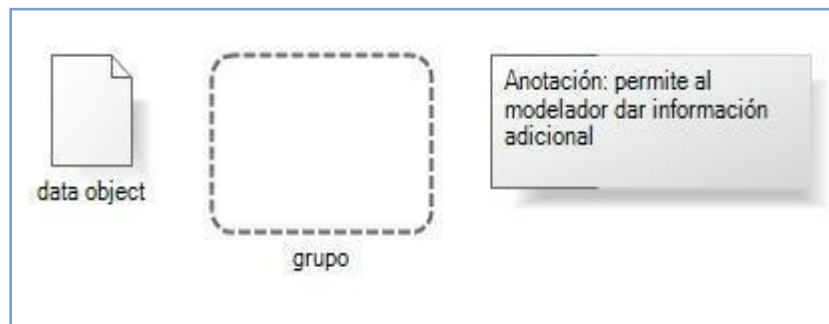 data object
grupo
Anotación: permite al
modelador dar información
adicional